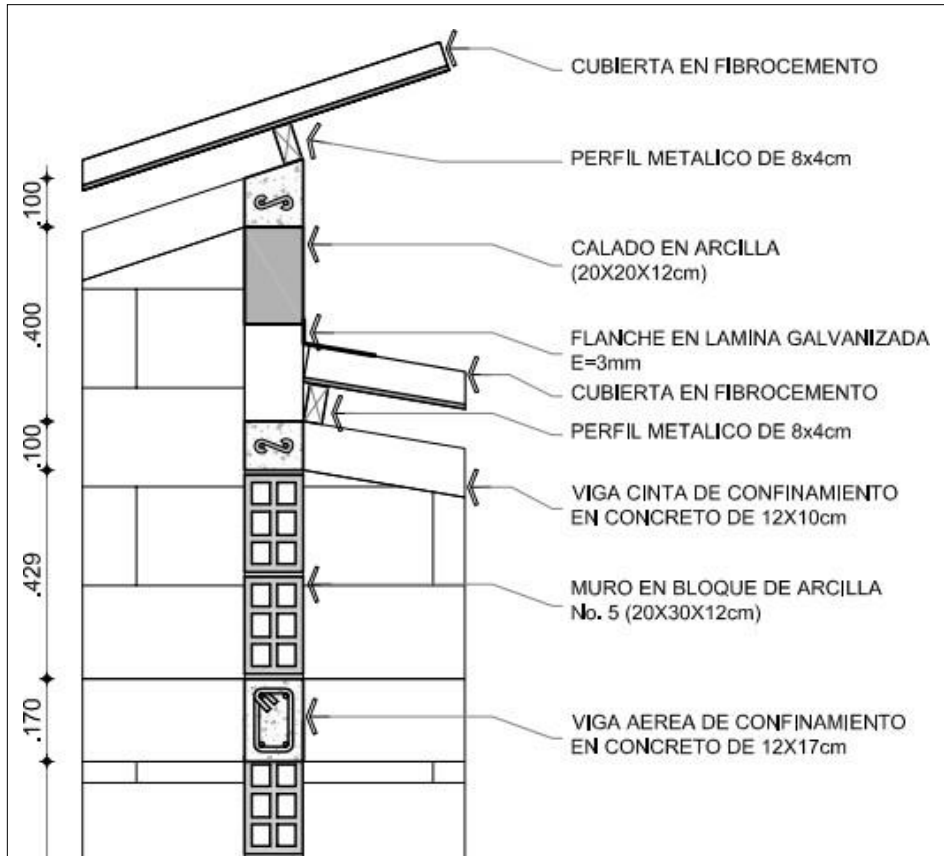 CUBIERTA EN FIBROCEMENTO
PERFIL METALICO DE 8x4cm
.100
CALADO EN ARCILLA
(20X20X12cm)
.400
FLANCHE EN LAMINA GALVANIZADA
E=3mm
CUBIERTA EN FIBROCEMENTO
PERFIL METALICO DE 8x4cm
.100
VIGA CINTA DE CONFINAMIENTO
EN CONCRETO DE 12X10cm
.429
MURO EN BLOQUE DE ARCILLA
No. 5 (20X30X12cm)
.170
VIGA AEREA DE CONFINAMIENTO
EN CONCRETO DE 12X17cm